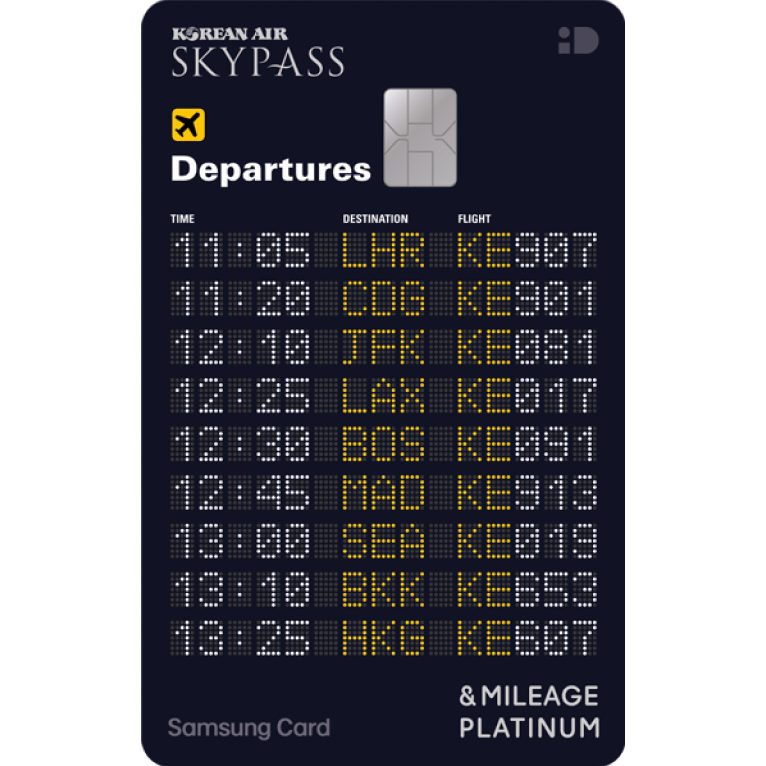 KOREAN AIR
SKYPASS
iD
Departures
TIME DESTINATION FLIGHT
11:05 LHR KE907
11:20 CDG KE901
12:10 JFK KE081
12:25 LAX KE017
12:30 BOS KE091
12:45 MAD KE913
13:00 SEA KE019
13:10 BKK KE653
13:25 HKG KE607
&MILEAGE
Samsung Card PLATINUM